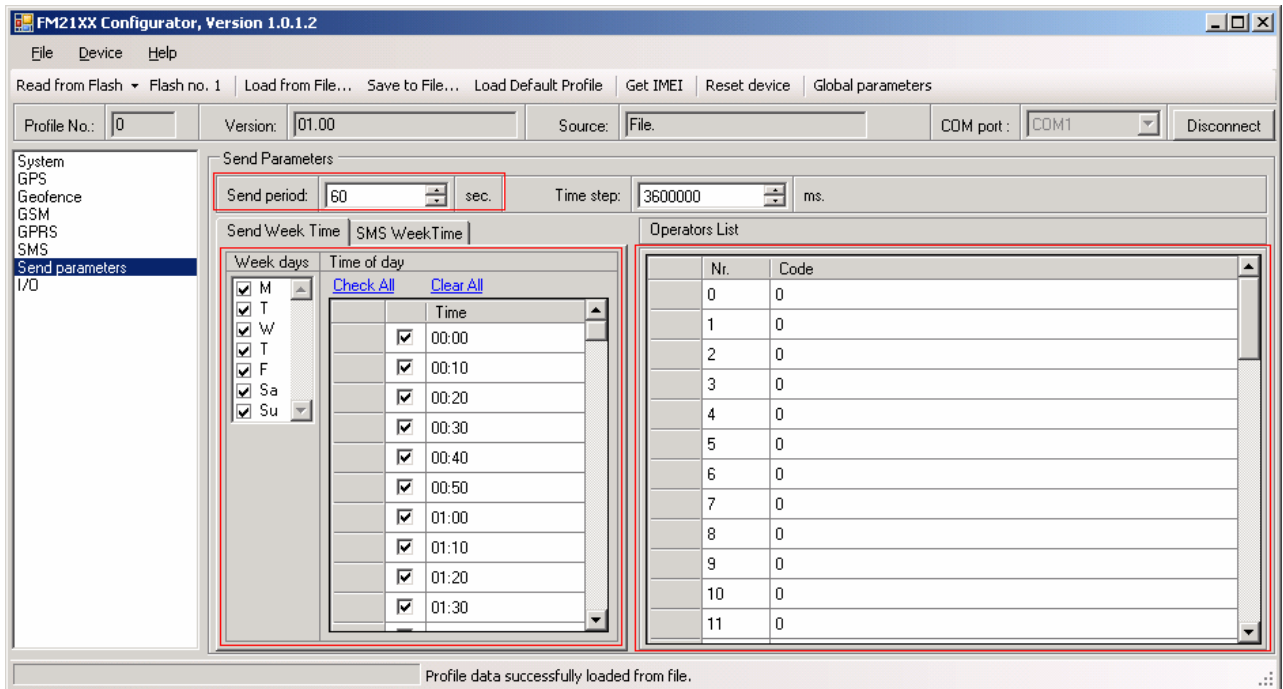 FM21XX Configurator, Version 1.0.1.2
File Device Help
Read from Flash Flash no. 1 Load from File... Save to File... Load Default Profile Get IMEI Reset device Global parameters
Profile No.: 0 Version: 01.00 Source: File. COM port : COM1 Disconnect
System
GPS
Geofence
GSM
GPRS
SMS
Send parameters
I/O
Send Parameters
Send period: 60 sec. Time step: 3600000 ms.
Send Week Time SMS WeekTime
Week days
M
T
W
T
F
Sa
Su
Time of day
Check All Clear All
Time
00:00
00:10
00:20
00:30
00:40
00:50
01:00
01:10
01:20
01:30
Operators List
Nr. Code
0 0
1 0
2 0
3 0
4 0
5 0
6 0
7 0
8 0
9 0
10 0
11 0
Profile data successfully loaded from file.